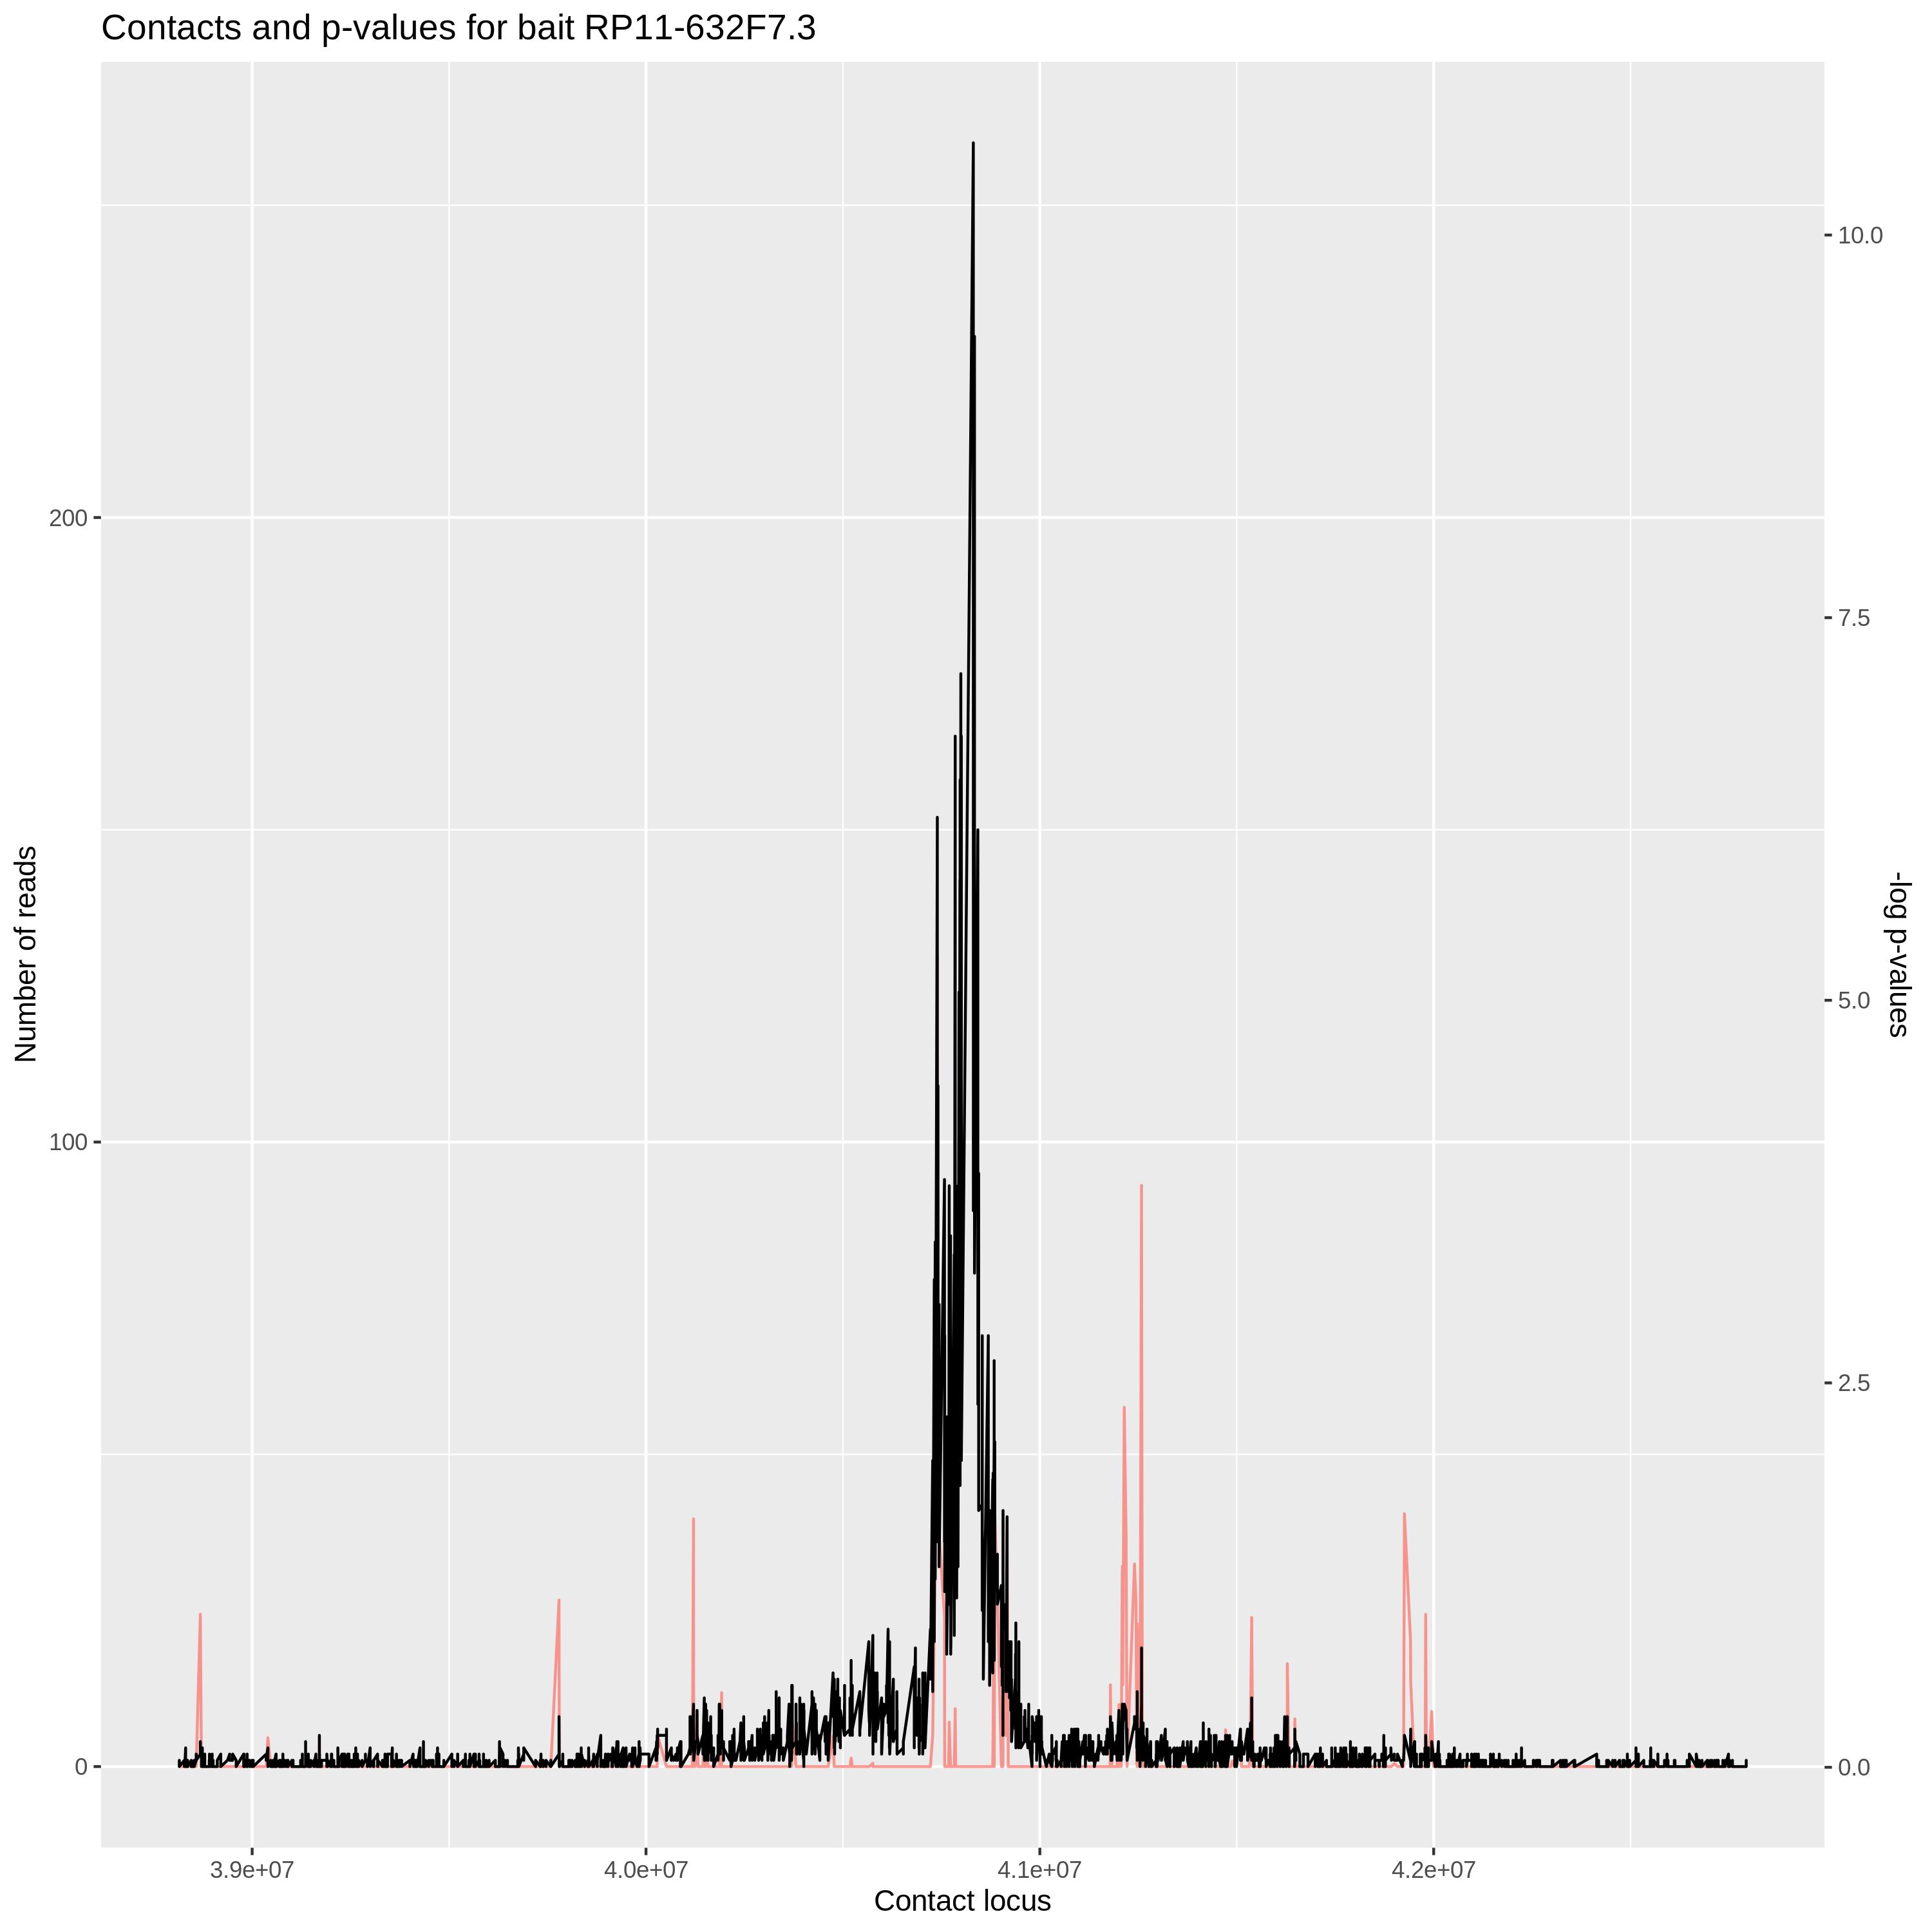 Contacts and p-values for bait RP11-632F7.3
Number of reads
200
100
0
10.0
7.5
5.0
2.5
0.0
-log p-values
3.9e+07
4.0e+07
4.1e+07
4.2e+07
Contact locus